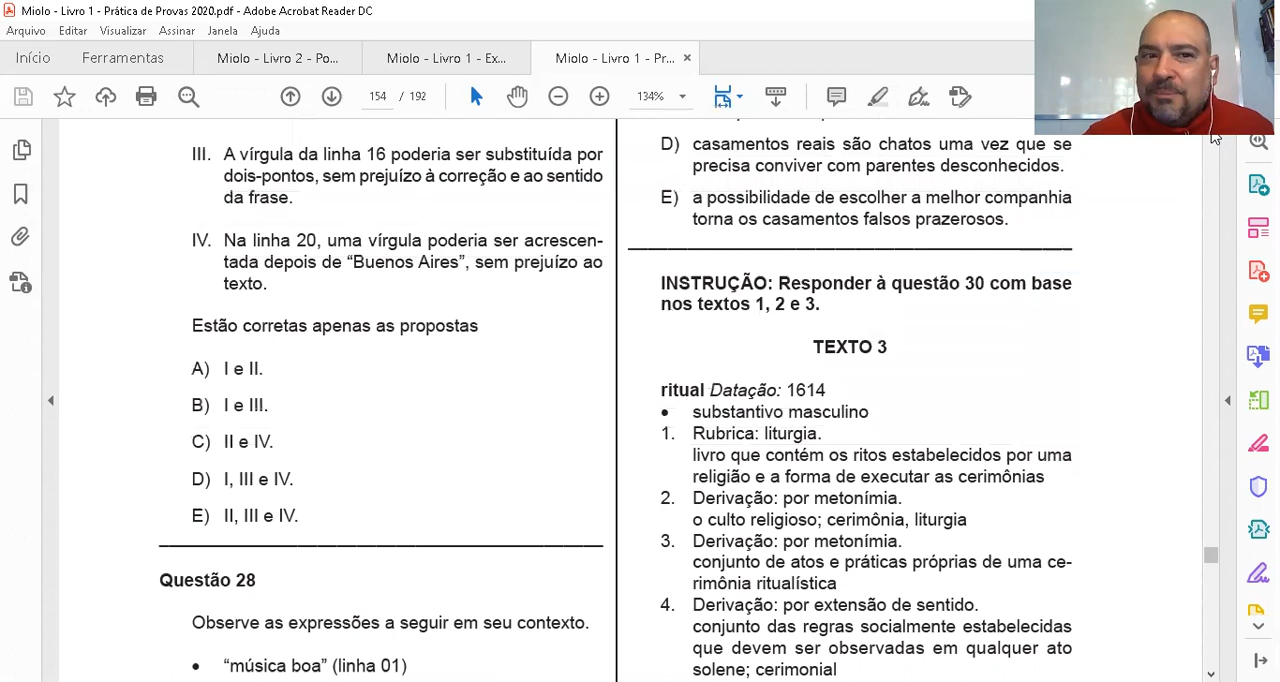 Miolo - Livro 1 - Prática de Provas 2020.pdf - Adobe Acrobat Reader DC
Arquivo Editar Visualizar Assinar Janela Ajuda
Início Ferramentas Miolo - Livro 2 - Po... Miolo - Livro 1 - Ex... Miolo - Livro 1 - Pr... ×
154 / 192 134%
III. A vírgula da linha 16 poderia ser substituída por
dois-pontos, sem prejuízo à correção e ao sentido
da frase.
IV. Na linha 20, uma vírgula poderia ser acrescen-
tada depois de “Buenos Aires”, sem prejuízo ao
texto.
Estão corretas apenas as propostas
A) I e II.
B) I e III.
C) II e IV.
D) I, III e IV.
E) II, III e IV.
Questão 28
Observe as expressões a seguir em seu contexto.
• “música boa” (linha 01)
D) casamentos reais são chatos uma vez que se
precisa conviver com parentes desconhecidos.
E) a possibilidade de escolher a melhor companhia
torna os casamentos falsos prazerosos.
INSTRUÇÃO: Responder à questão 30 com base
nos textos 1, 2 e 3.
TEXTO 3
ritual Datação: 1614
• substantivo masculino
1. Rubrica: liturgia.
livro que contém os ritos estabelecidos por uma
religião e a forma de executar as cerimônias
2. Derivação: por metonímia.
o culto religioso; cerimônia, liturgia
3. Derivação: por metonímia.
conjunto de atos e práticas próprias de uma ce-
rimônia ritualística
4. Derivação: por extensão de sentido.
conjunto das regras socialmente estabelecidas
que devem ser observadas em qualquer ato
solene; cerimonial